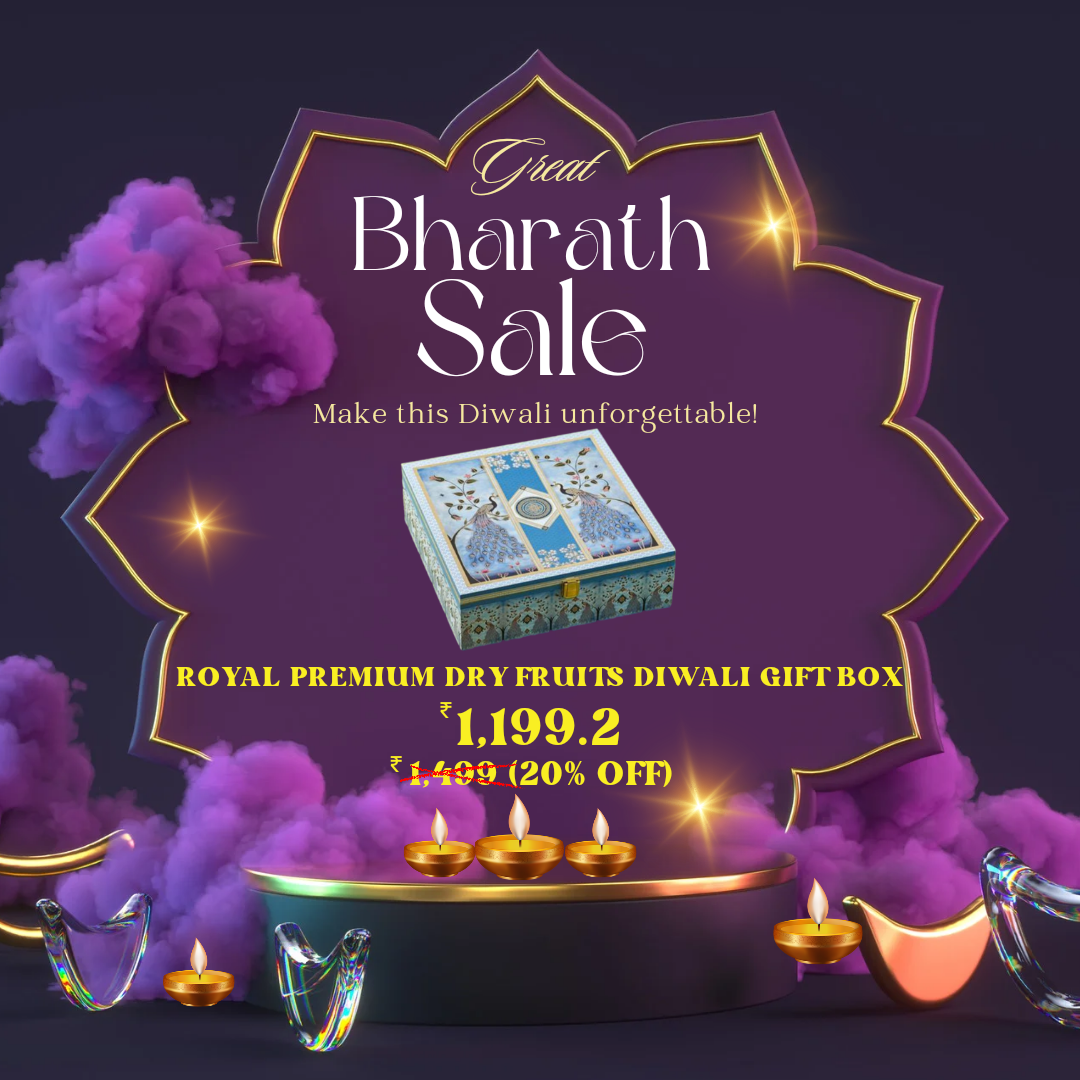 Great
Bharath
Sale
Make this Diwali unforgettable!
ROYAL PREMIUM DRY FRUITS DIWALI GIFT BOX
₹1,199.2
₹ 1,499 (20% OFF)